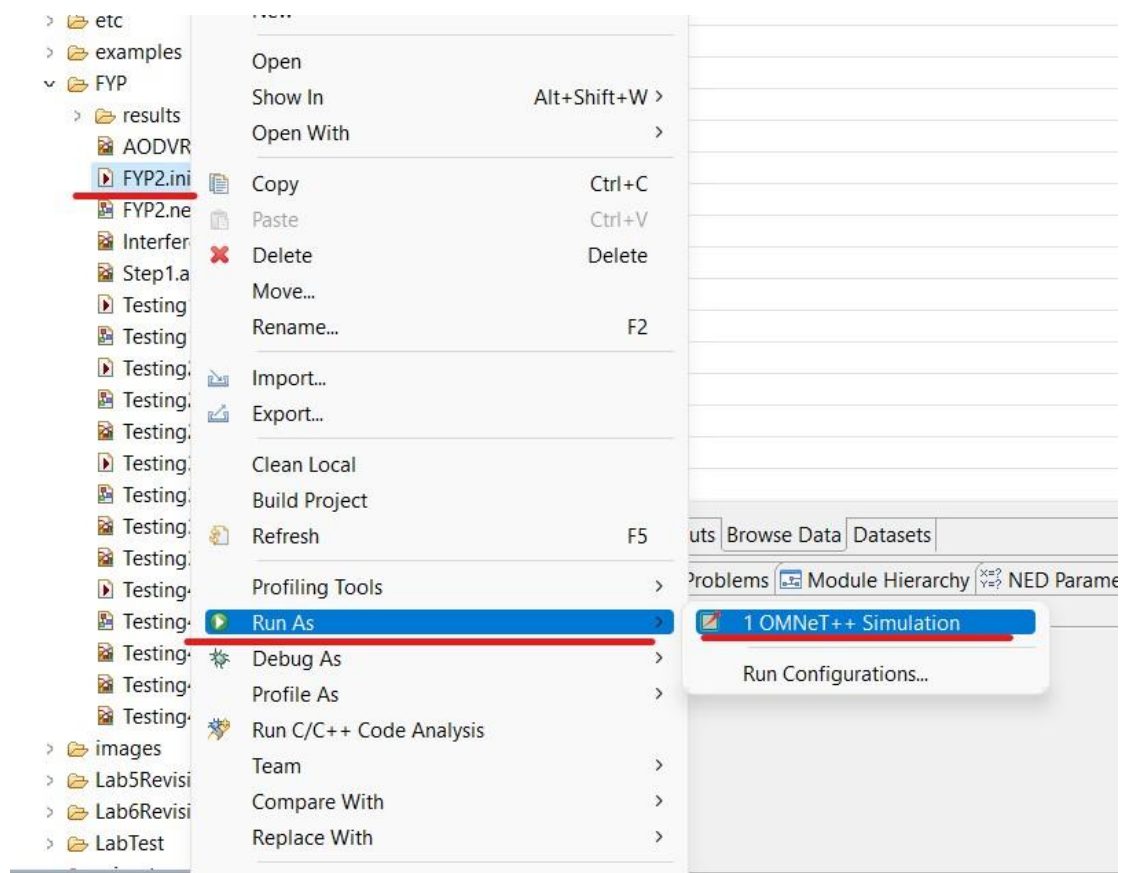 etc
examples
FYP
results
AODVR
FYP2.ini
FYP2.ne
Interfer
Step1.a
Testing
Testing
Testing
Testing
Testing
Testing
Testing
Testing
Testing
Testing
Testing
Testing
Testing
Testing
images
Lab5Revisi
Lab6Revisi
LabTest
New
Open
Show In Alt+Shift+W >
Open With >
Copy Ctrl+C
Paste Ctrl+V
Delete Delete
Move...
Rename... F2
Import...
Export...
Clean Local
Build Project
Refresh F5
Profiling Tools >
Run As >
Debug As >
Profile As >
Run C/C++ Code Analysis
Team >
Compare With >
Replace With >
1 OMNeT++ Simulation
Run Configurations...
uts Browse Data Datasets
Problems Module Hierarchy NED Parame